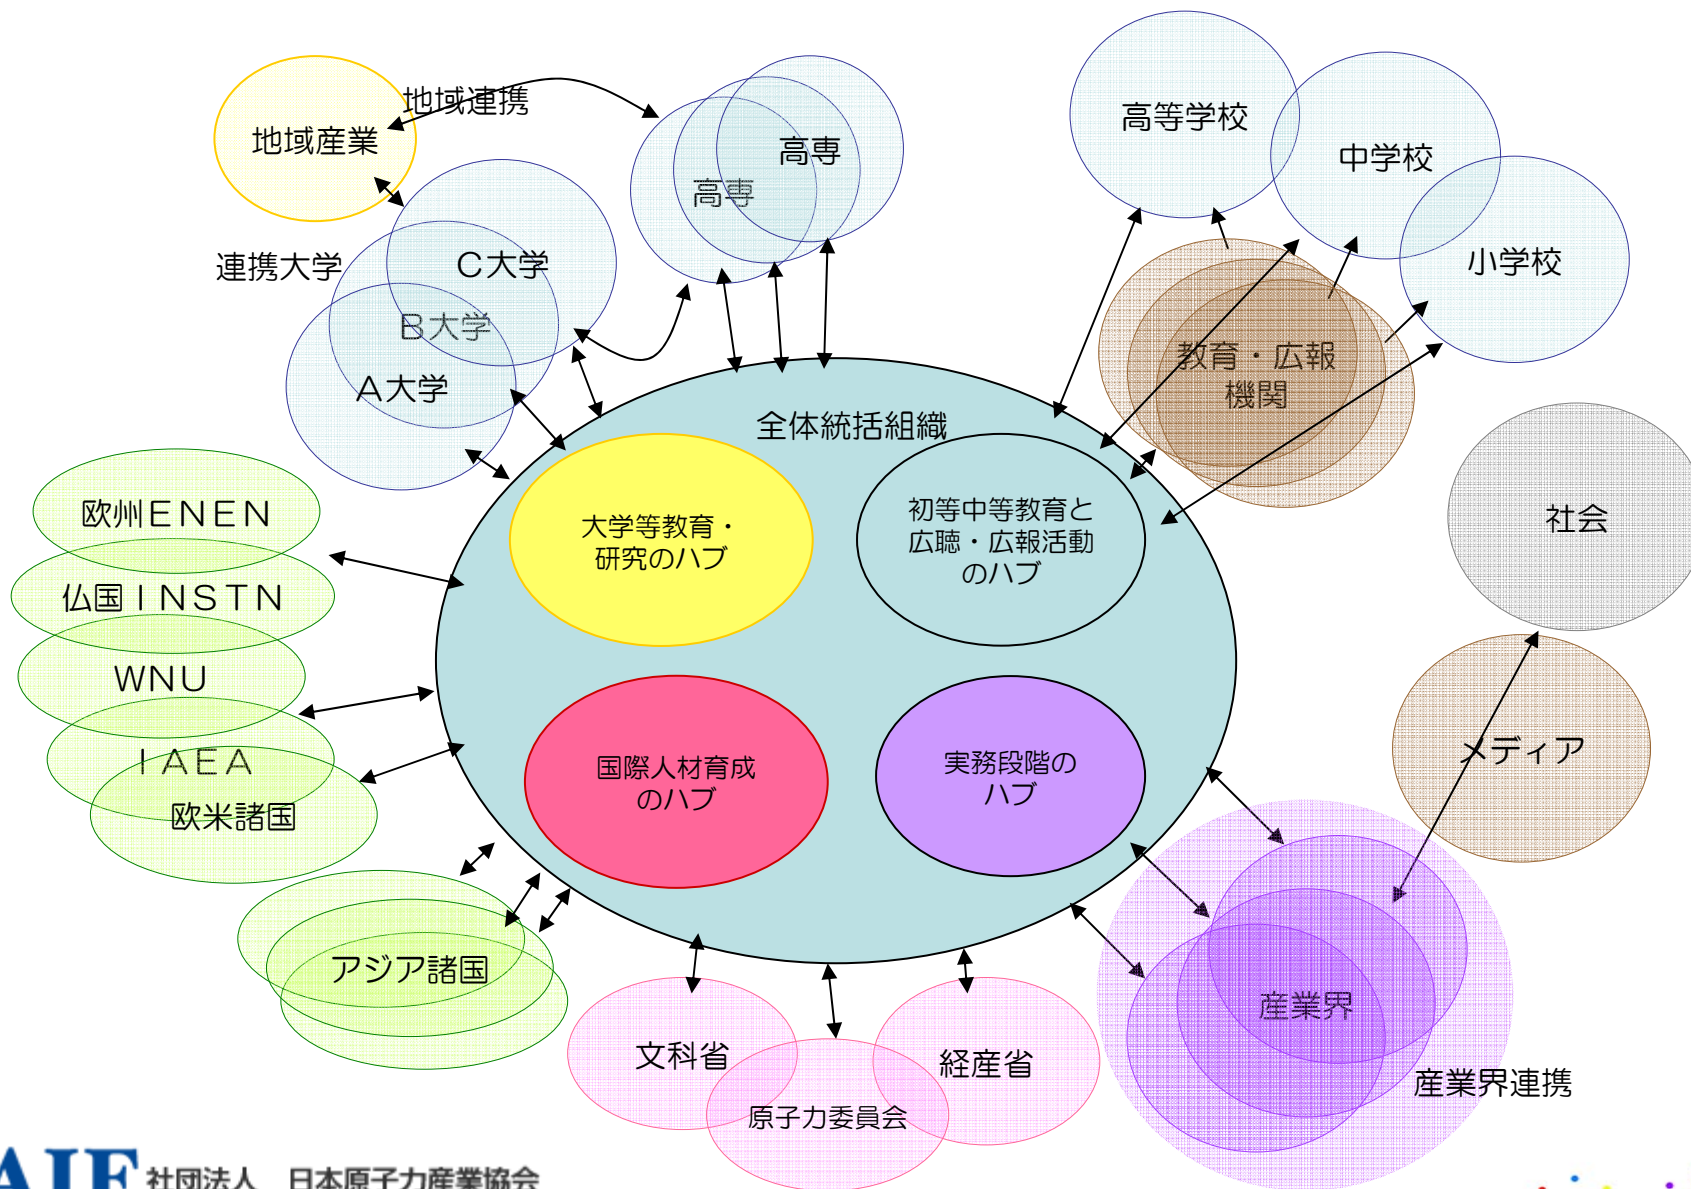 地域産業
地域連携
高専
高専
高等学校
中学校
小学校
連携大学
C大学
B大学
A大学
教育・広報
機関
全体統括組織
社会
欧州ENEN
仏国INSTN
WNU
IAEA
欧米諸国
大学等教育・
研究のハブ
初等中等教育と
広聴・広報活動
のハブ
国際人材育成
のハブ
実務段階の
ハブ
メディア
アジア諸国
文科省
原子力委員会
経産省
産業界
産業界連携
AIF 社団法人 日本原子力産業協会